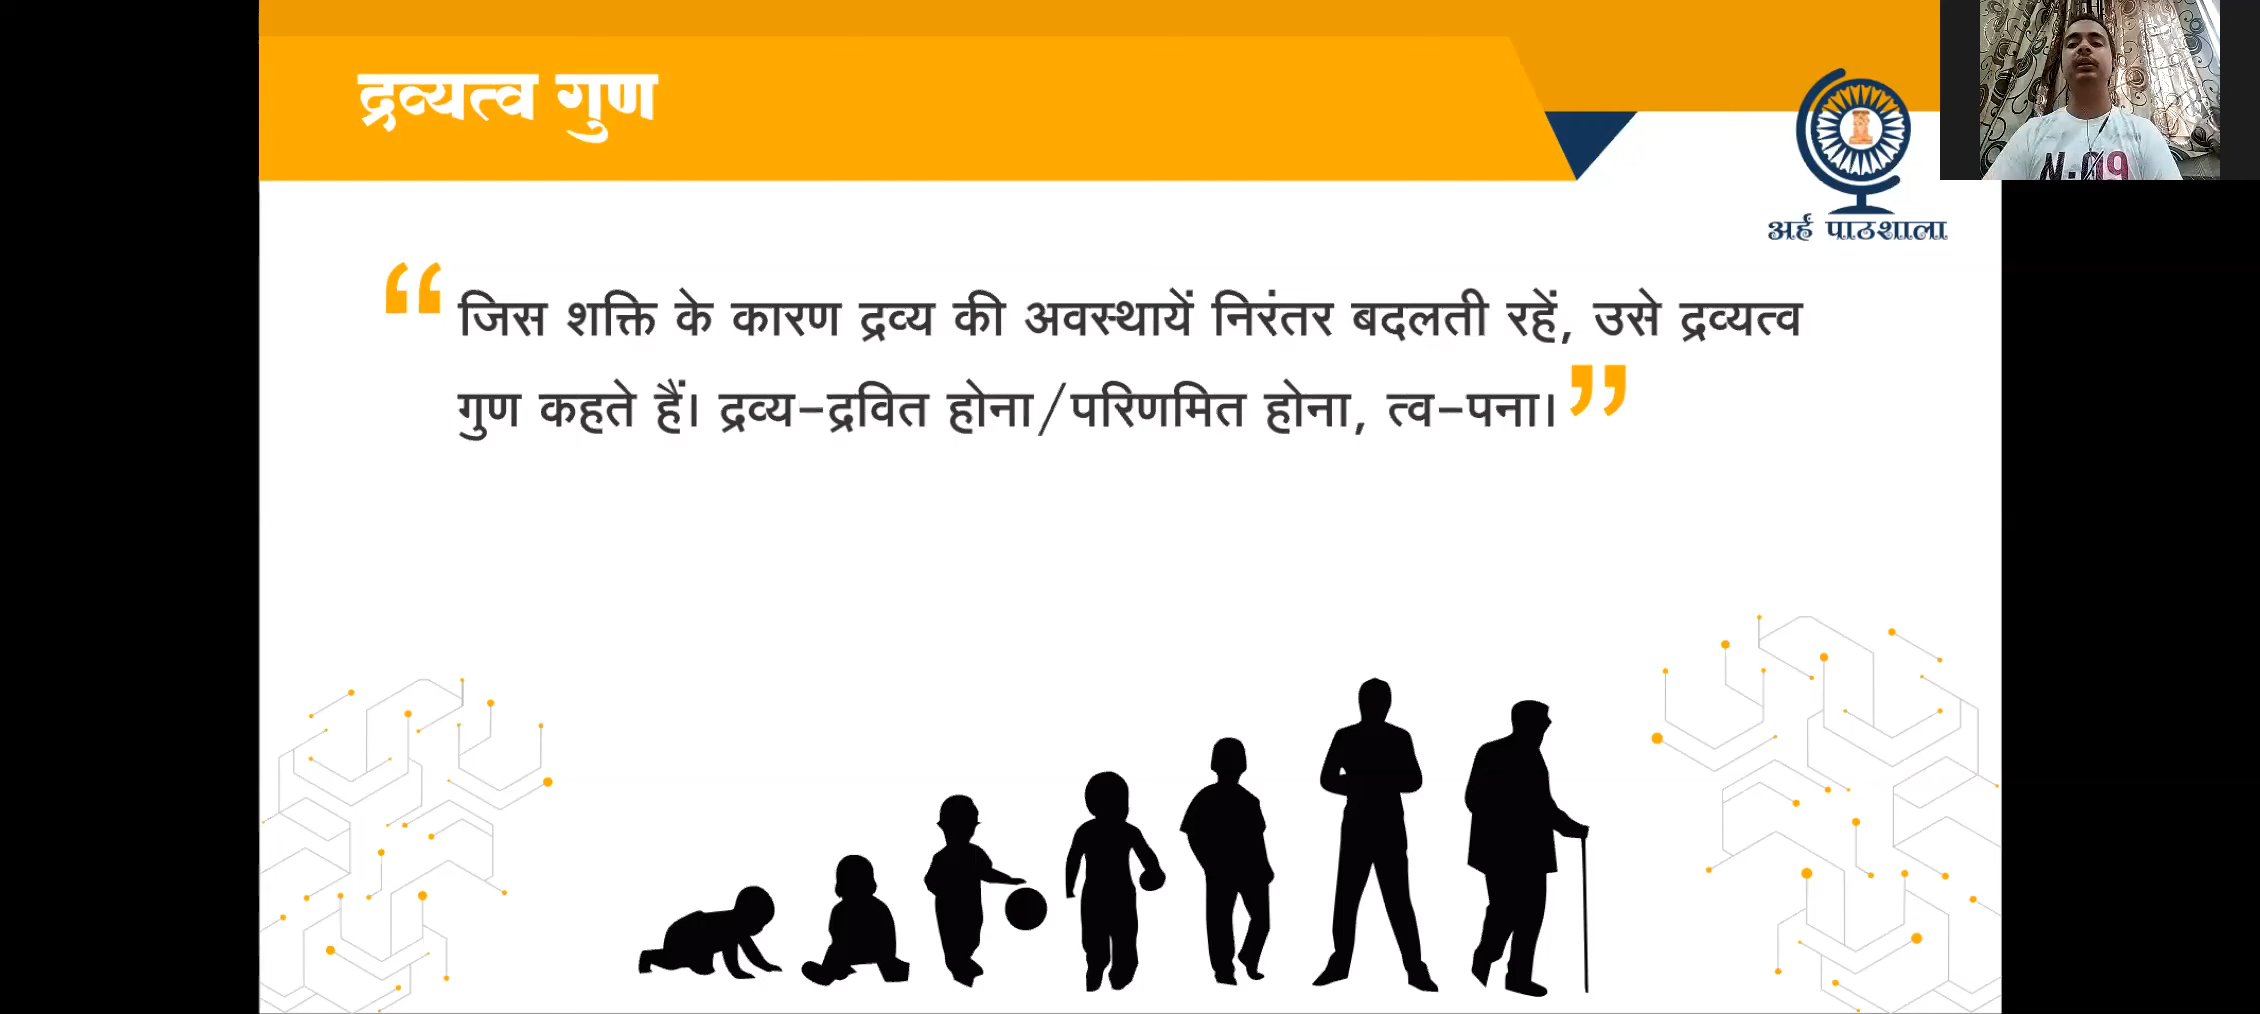 द्रव्यत्व गुण
अर्हं पाठशाला
“जिस शक्ति के कारण द्रव्य की अवस्थायें निरंतर बदलती रहें, उसे द्रव्यत्व
गुण कहते हैं। द्रव्य-द्रवित होना/परिणमित होना, त्व-पना।”